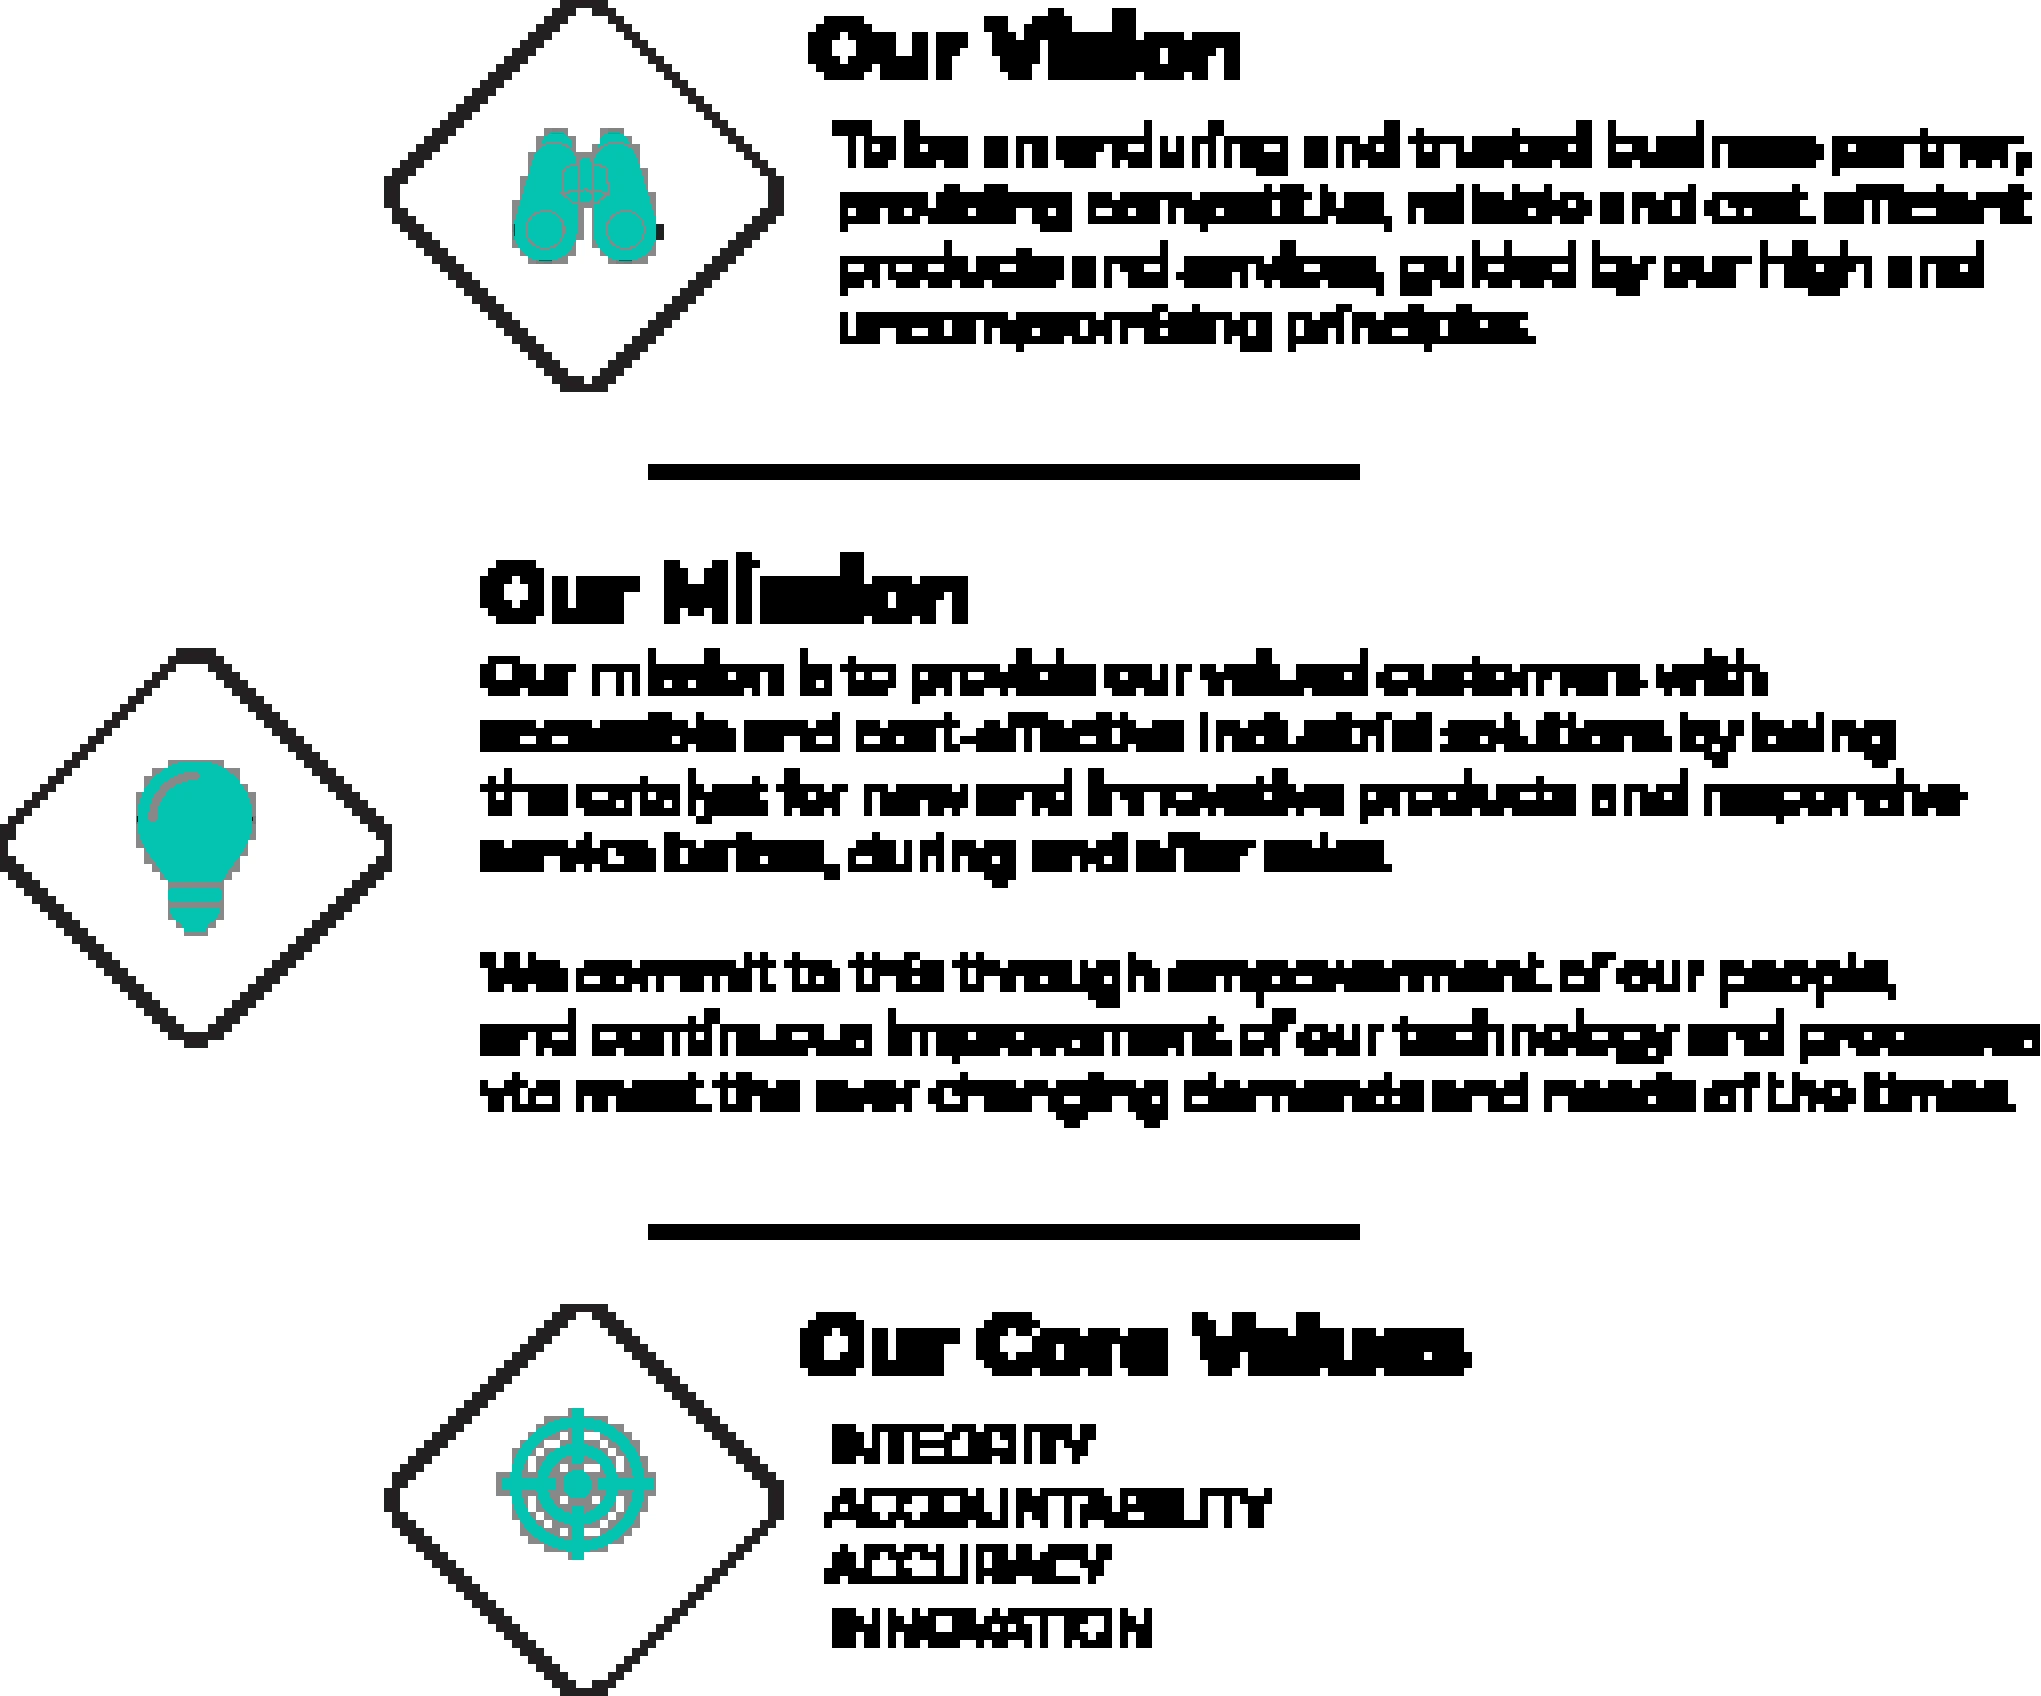 Our Vision
To be an enduring and trusted business partner,
providing competitive, reliable and cost efficient
products and services, guided by our high and
uncompromising principles.
Our Mission
Our mission is to provide our valued customers with
accessible and cost-effective industrial solutions by being
the catalyst for new and innovative products and responsive
service before, during and after sales.
We commit to this through empowerment of our people,
and continuous improvement of our technology and
to meet the ever changing demands and needs of the times.
Our Core Values
INTEGRITY
ACCOUNTABILITY
ACCURACY
INNOVATION